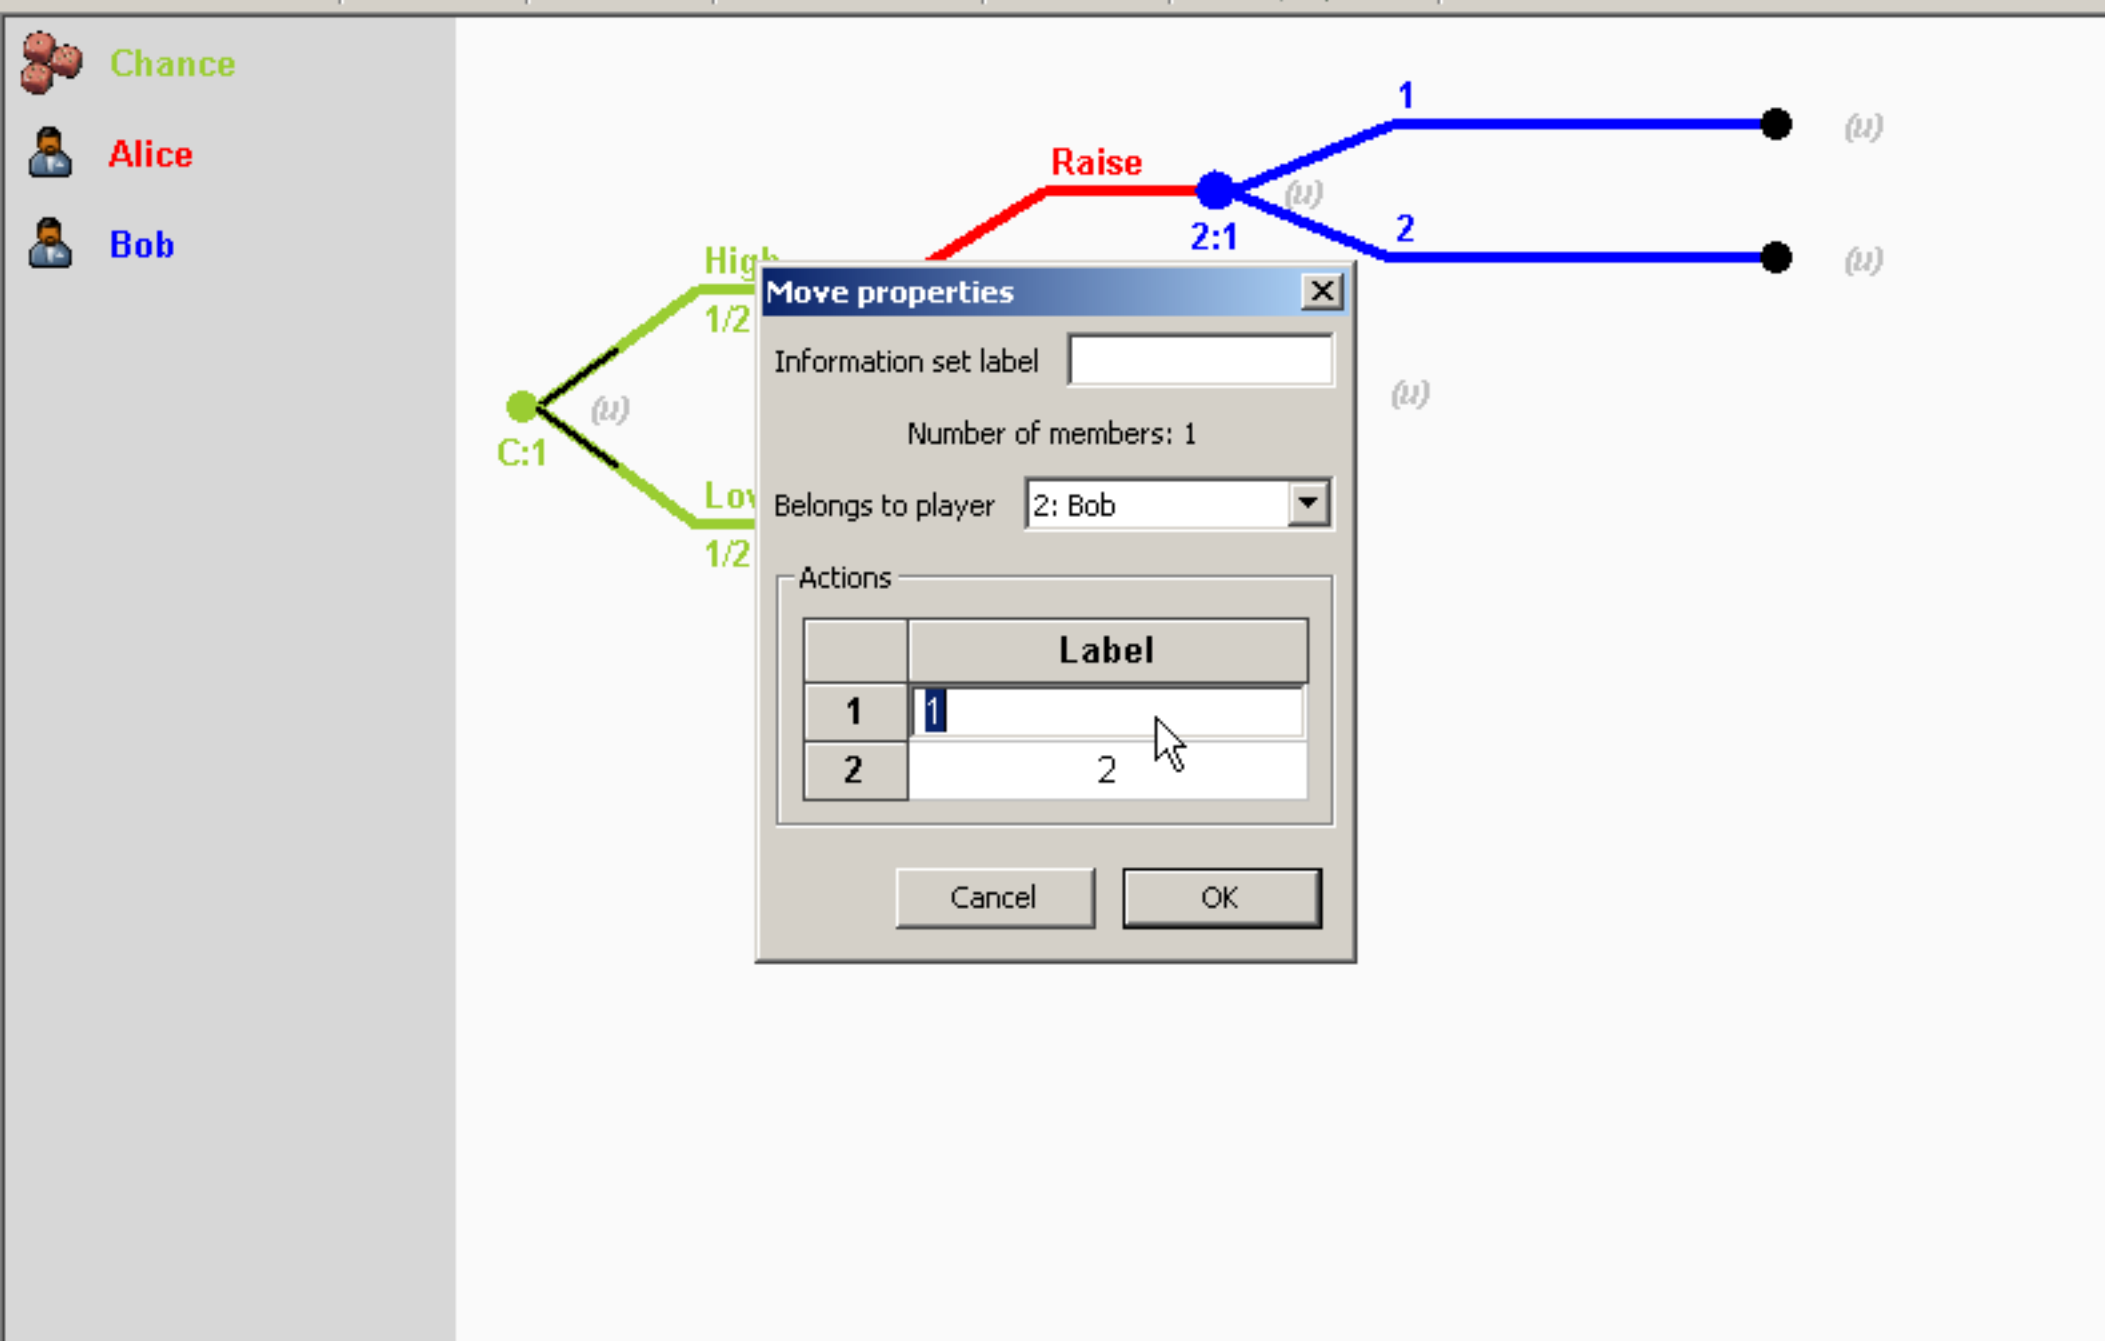 Chance
Alice
Bob
1
(u)
Raise
(u)
2:1
2
(u)
High
1/2
(u)
C:1
1/2
(u)
Move properties
Information set label
Number of members: 1
Belongs to player 2: Bob
Actions
Label
1 1
2 2
Cancel OK